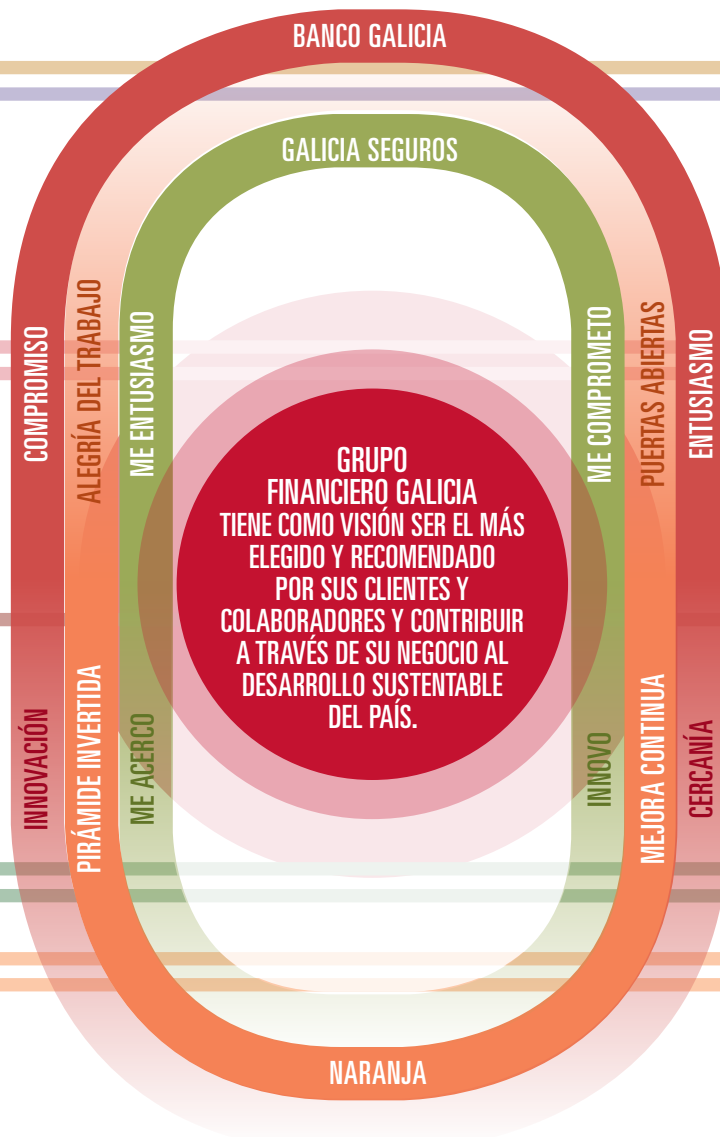 BANCO GALICIA
GALICIA SEGUROS
COMPROMISO
ALEGRÍA DEL TRABAJO
ME ENTUSIASMO
ME COMPROMETO
PUERTAS ABIERTAS
ENTUSIASMO
GRUPO
FINANCIERO GALICIA
TIENE COMO VISIÓN SER EL MÁS
ELEGIDO Y RECOMENDADO
POR SUS CLIENTES Y
COLABORADORES Y CONTRIBUIR
A TRAVÉS DE SU NEGOCIO AL
DESARROLLO SUSTENTABLE
DEL PAÍS.
INNOVACIÓN
PIRÁMIDE INVERTIDA
ME ACERCO
INNOVO
MEJORA CONTINUA
CERCANÍA
NARANJA